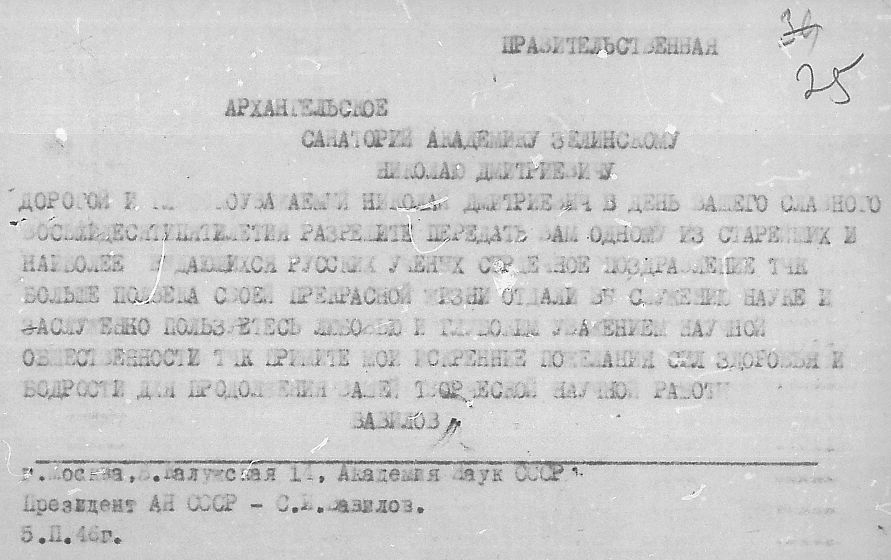 34
25
ПРАВИТЕЛЬСТВЕННАЯ
АРХАНГЕЛЬСКОЕ
САНАТОРИЙ АКАДЕМИКУ ЗЕЛИНСКОМУ
НИКОЛАЮ ДМИТРИЕВИЧУ
ДОРОГОЙ И НИКОЛАЙ ДМИТРИЕВИЧ В ДЕНЬ ВАШЕГО СЛАВНОГО
ВОСЬМИДЕСЯТИПЯТИЛЕТИЯ РАЗРЕШИТЕ ПЕРЕДАТЬ ВАМ ОДНОМУ ИЗ СТАРЕЙШИХ И
НАИБОЛЕЕ ВЫДАЮЩИХСЯ РУССКИХ УЧЕНЫХ СЕРДЕЧНОЕ ПОЗДРАВЛЕНИЕ ТЧК
БОЛЬШЕ ПОЛВЕКА СВОЕЙ ПРЕКРАСНОЙ ЖИЗНИ ОТДАЛИ ВЫ СЛУЖЕНИЮ НАУКЕ И
ЗАСЛУЖЕННО ПОЛЬЗУЕТЕСЬ ЛЮБОВЬЮ И ГЛУБОКИМ УВАЖЕНИЕМ НАУЧНОЙ
ОБЩЕСТВЕННОСТИ ТЧК ПРИМИТЕ МОИ ИСКРЕННИЕ ПОЖЕЛАНИЯ СИЛ ЗДОРОВЬЯ И
БОДРОСТИ ДЛЯ ПРОДОЛЖЕНИЯ ВАШЕЙ ТВОРЧЕСКОЙ НАУЧНОЙ РАБОТЫ
ВАВИЛОВ
г.Москва,Б.Калужская 14, Академия Наук СССР
Президент АН СССР - С.И.Вавилов.
5.П.46г.